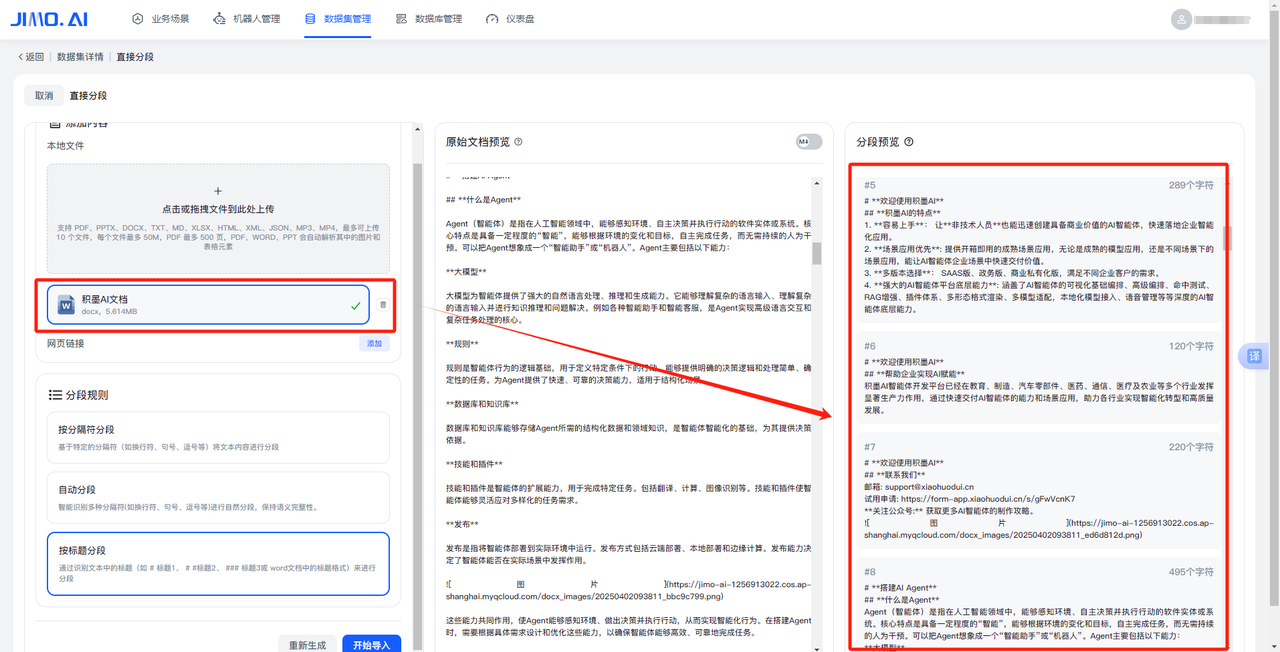 JIMO.AI
业务场景
机器人管理
数据集管理
数据库管理
仪表盘
返回
数据集详情
直接分段
取消
直接分段
添加内容
本地文件
点击或拖拽文件到此处上传
支持 PDF、PPTX、DOCX、TXT、MD、XLSX、HTML、XML、JSON、MP3、MP4，最多可上传
10 个文件，每个文件最多 50M，PDF 最多 500 页，PDF、WORD、PPT 会自动解析其中的图片和
表格元素
W
积墨AI文档
docx，5.614MB
网页链接
添加
分段规则
按分隔符分段
基于特定的分隔符（如换行符、句号、逗号等）将文本内容进行分段
自动分段
智能识别多种分隔符(如换行符、句号、逗号等)进行自然分段，保持语义完整性。
按标题分段
通过识别文本中的标题（如 # 标题1、 # #标题2、 ### 标题3或 word文档中的标题格式）来进行
分段
重新生成
开始导入
原始文档预览
M
## **什么是Agent**
Agent（智能体）是指在人工智能领域中，能够感知环境、自主决策并执行行动的软件实体或系统。核
心特点是具备一定程度的“智能”，能够根据环境的变化和目标，自主完成任务，而无需持续的人为干
预。可以把Agent想象成一个“智能助手”或“机器人”。Agent主要包括以下能力：
**大模型**
大模型为智能体提供了强大的自然语言处理、推理和生成能力。它能够理解复杂的语言输入、理解复杂
的语言输入并进行知识推理和问题解决。例如各种智能助手和智能客服，是Agent实现高级语言交互和
复杂任务处理的核心。
**规则**
规则是智能体行为的逻辑基础，用于定义特定条件下的行动，能够提供明确的决策逻辑和处理简单、确
定性的任务。为Agent提供了快速、可靠的决策能力，适用于结构化场景。
**数据库和知识库**
数据库和知识库能够存储Agent所需的结构化数据和领域知识，是智能体智能化的基础，为其提供决策
依据。
**技能和插件**
技能和插件是智能体的扩展能力，用于完成特定任务。包括翻译、计算、图像识别等。技能和插件使智
能体能够灵活应对多样化的任务需求。
**发布**
发布是指将智能体部署到实际环境中运行。发布方式包括云端部署、本地部署和边缘计算。发布能力决
定了智能体能否在实际场景中发挥作用。
![ 图 片 ](https://jimo-ai-1256913022.cos.ap-
shanghai.myqcloud.com/docx_images/20250402093811_bbc9c799.png)
这些能力共同作用，使Agent能够感知环境、做出决策并执行行动，从而实现智能化行为。在搭建Agent
时，需要根据具体需求设计和优化这些能力，以确保智能体能够高效、可靠地完成任务。
分段预览
#5
289个字符
# **欢迎使用积墨AI**
## **积墨AI的特点**
1. **容易上手**： 让**非技术人员**也能迅速创建具备商业价值的AI智能体，快速落地企业智能
化应用。
2. **场景应用优先**: 提供开箱即用的成熟场景应用，无论是成熟的模型应用，还是不同场景下的
场景应用，能让AI智能体企业场景中快速交付价值。
3. **多版本选择**： SAAS版、政务版、商业私有化版，满足不同企业客户的需求。
4. **强大的AI智能体平台底层能力**: 涵盖了AI智能体的可视化基础编排、高级编排、命中测试、
RAG增强、插件体系、多形态格式渲染、多模型适配，本地化模型接入、语音管理等等深度的AI智
能体底层能力。
#6
120个字符
# **欢迎使用积墨AI**
## **帮助企业实现AI赋能**
积墨AI智能体开发平台已经在教育、制造、汽车零部件、医药、通信、医疗及农业等多个行业发挥
显著生产力作用，通过快速交付AI智能体的能力和场景应用，助力各行业实现智能化转型和高质量
发展。
#7
220个字符
# **欢迎使用积墨AI**
## **联系我们**
邮箱: support@xiaohuodui.cn
试用申请: https://form-app.xiaohuodui.cn/s/gFwVcnK7
**关注公众号:** 获取更多AI智能体的制作攻略。
![ 图 片 ](https://jimo-ai-1256913022.cos.ap-
shanghai.myqcloud.com/docx_images/20250402093811_ed6d812d.png)
#8
495个字符
# **搭建AI Agent**
## **什么是Agent**
Agent（智能体）是指在人工智能领域中，能够感知环境、自主决策并执行行动的软件实体或系
统。核心特点是具备一定程度的“智能”，能够根据环境的变化和目标，自主完成任务，而无需持续
的人为干预。可以把Agent想象成一个“智能助手”或“机器人”。Agent主要包括以下能力：
**大模型**
译